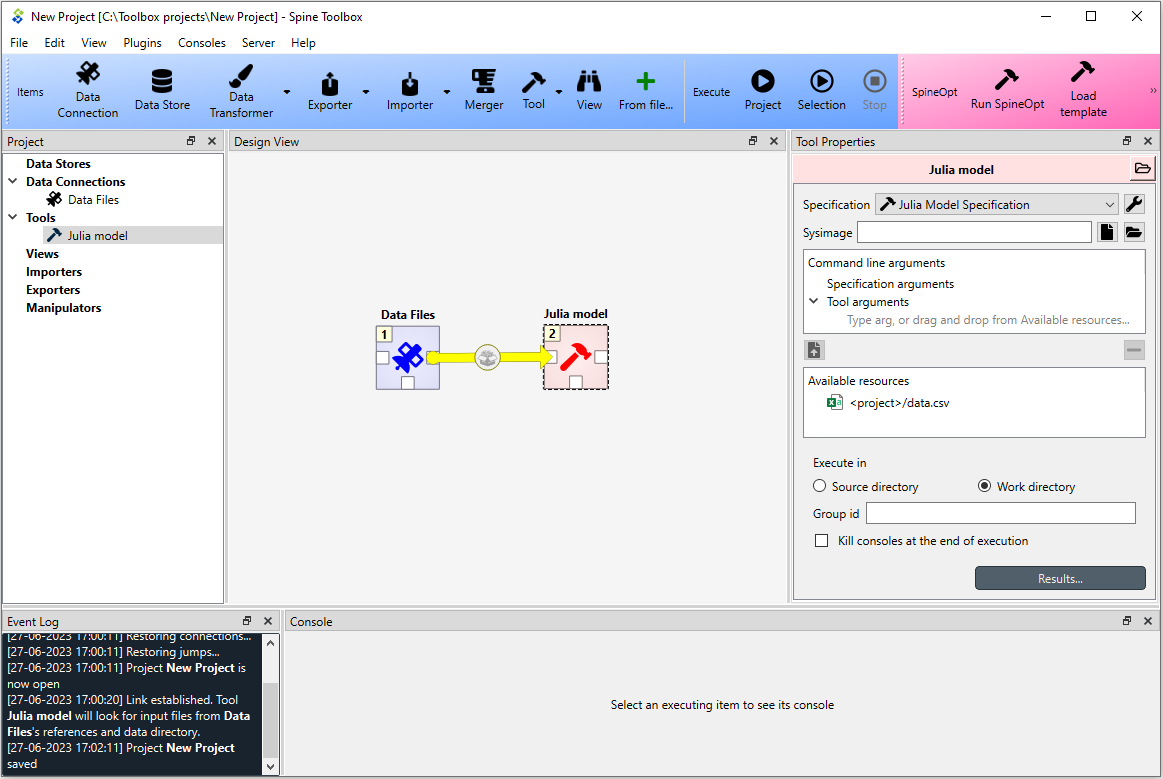 New Project [C:\Toolbox projects\New Project] - Spine Toolbox
File Edit View Plugins Consoles Server Help
Items
Data
Connection
Data Store
Data
Transformer
Exporter
Importer
Merger
Tool
View
From file...
Execute
Project
Selection
Stop
SpineOpt
Run SpineOpt
Load
template
»
Project
Data Stores
Data Connections
Data Files
Tools
Julia model
Views
Importers
Exporters
Manipulators
Design View
Data Files
1
Julia model
2
Tool Properties
Julia model
Specification Julia Model Specification
Sysimage
Command line arguments
Specification arguments
Tool arguments
Type arg, or drag and drop from Available resources...
Available resources
<project>/data.csv
Execute in
Source directory Work directory
Group id
Kill consoles at the end of execution
Results...
Event Log
[27-06-2023 17:00:11] Restoring connections...
[27-06-2023 17:00:11] Restoring jumps...
[27-06-2023 17:00:11] Project New Project is
now open
[27-06-2023 17:00:20] Link established. Tool
Julia model will look for input files from Data
Files's references and data directory.
[27-06-2023 17:02:11] Project New Project
saved
Console
Select an executing item to see its console